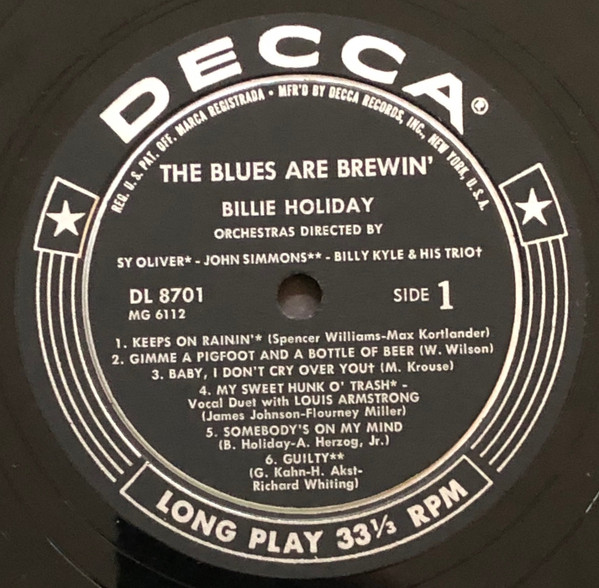 DECCA®
REG. U.S. PAT. OFF. MARCA REGISTRADA • MFR'D BY DECCA RECORDS, INC., NEW YORK, U.S.A.
THE BLUES ARE BREWIN'
BILLIE HOLIDAY
ORCHESTRAS DIRECTED BY
SY OLIVER* - JOHN SIMMONS** - BILLY KYLE & HIS TRIO†
DL 8701
SIDE 1
MG 6112
1. KEEPS ON RAININ'* (Spencer Williams-Max Kortlander)
2. GIMME A PIGFOOT AND A BOTTLE OF BEER (W. Wilson)
3. BABY, I DON'T CRY OVER YOU† (M. Krouse)
4. MY SWEET HUNK O' TRASH* -
Vocal Duet with LOUIS ARMSTRONG
(James Johnson-Flourney Miller)
5. SOMEBODY'S ON MY MIND
(B. Holiday-A. Herzog, Jr.)
6. GUILTY**
(G. Kahn-H. Akst-
Richard Whiting)
LONG PLAY 33⅓ RPM